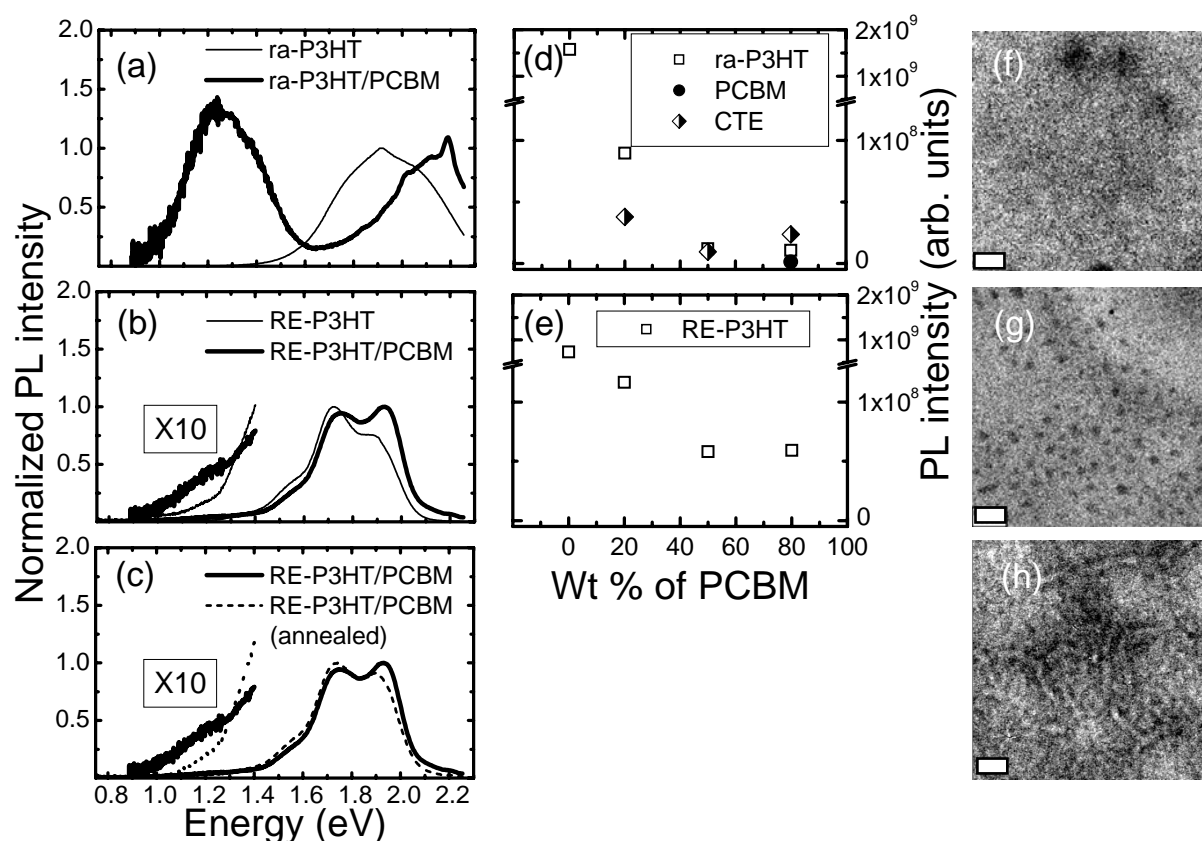 Normalized PL intensity
(a)
ra-P3HT
ra-P3HT/PCBM
2.0
1.5
1.0
0.5
(b)
RE-P3HT
RE-P3HT/PCBM
X10
2.0
1.5
1.0
0.5
(c)
RE-P3HT/PCBM
RE-P3HT/PCBM
(annealed)
X10
2.0
1.5
1.0
0.5
0.8 1.0 1.2 1.4 1.6 1.8 2.0 2.2
Energy (eV)
(d)
ra-P3HT
PCBM
CTE
2x10⁹
1x10⁹
1x10⁸
0
(e)
RE-P3HT
2x10⁹
1x10⁹
1x10⁸
0
0 20 40 60 80 100
Wt % of PCBM
PL intensity (arb. units)
(f)
(g)
(h)